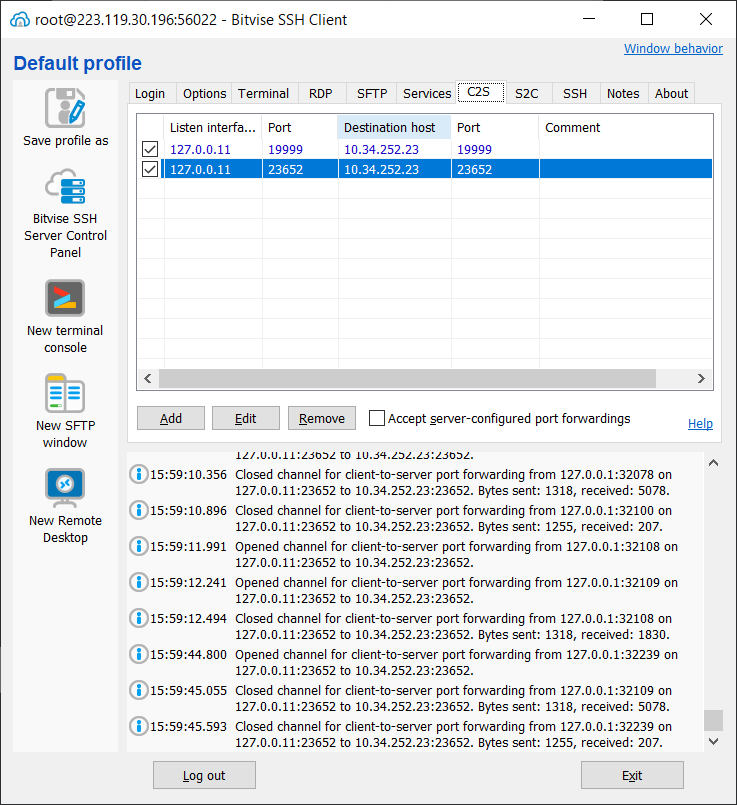 root@223.119.30.196:56022 - Bitvise SSH Client
Window behavior
Default profile
Save profile as
Bitvise SSH
Server Control
Panel
New terminal
console
New SFTP
window
New Remote
Desktop
Login Options Terminal RDP SFTP Services C2S S2C SSH Notes About
Listen interfa... Port Destination host Port Comment
127.0.0.11 19999 10.34.252.23 19999
127.0.0.11 23652 10.34.252.23 23652
Add Edit Remove Accept server-configured port forwardings Help
127.0.0.11:23652 to 10.34.252.23:23652.
15:59:10.356 Closed channel for client-to-server port forwarding from 127.0.0.1:32078 on
127.0.0.11:23652 to 10.34.252.23:23652. Bytes sent: 1318, received: 5078.
15:59:10.896 Closed channel for client-to-server port forwarding from 127.0.0.1:32100 on
127.0.0.11:23652 to 10.34.252.23:23652. Bytes sent: 1255, received: 207.
15:59:11.991 Opened channel for client-to-server port forwarding from 127.0.0.1:32108 on
127.0.0.11:23652 to 10.34.252.23:23652.
15:59:12.241 Opened channel for client-to-server port forwarding from 127.0.0.1:32109 on
127.0.0.11:23652 to 10.34.252.23:23652.
15:59:12.494 Closed channel for client-to-server port forwarding from 127.0.0.1:32108 on
127.0.0.11:23652 to 10.34.252.23:23652. Bytes sent: 1318, received: 1830.
15:59:44.800 Opened channel for client-to-server port forwarding from 127.0.0.1:32239 on
127.0.0.11:23652 to 10.34.252.23:23652.
15:59:45.055 Closed channel for client-to-server port forwarding from 127.0.0.1:32109 on
127.0.0.11:23652 to 10.34.252.23:23652. Bytes sent: 1318, received: 5078.
15:59:45.593 Closed channel for client-to-server port forwarding from 127.0.0.1:32239 on
127.0.0.11:23652 to 10.34.252.23:23652. Bytes sent: 1255, received: 207.
Log out Exit